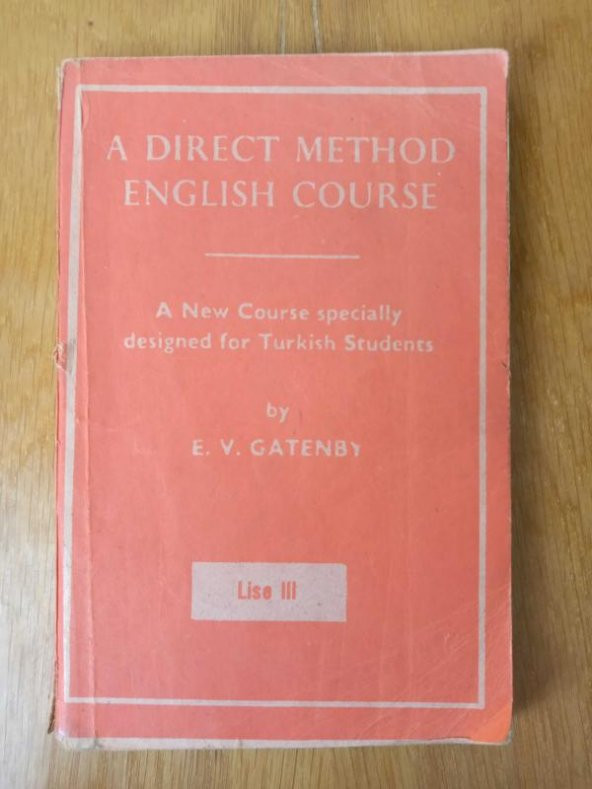 A DIRECT METHOD
ENGLISH COURSE
A New Course specially
designed for Turkish Students
by
E. V. GATENBY
Lise III